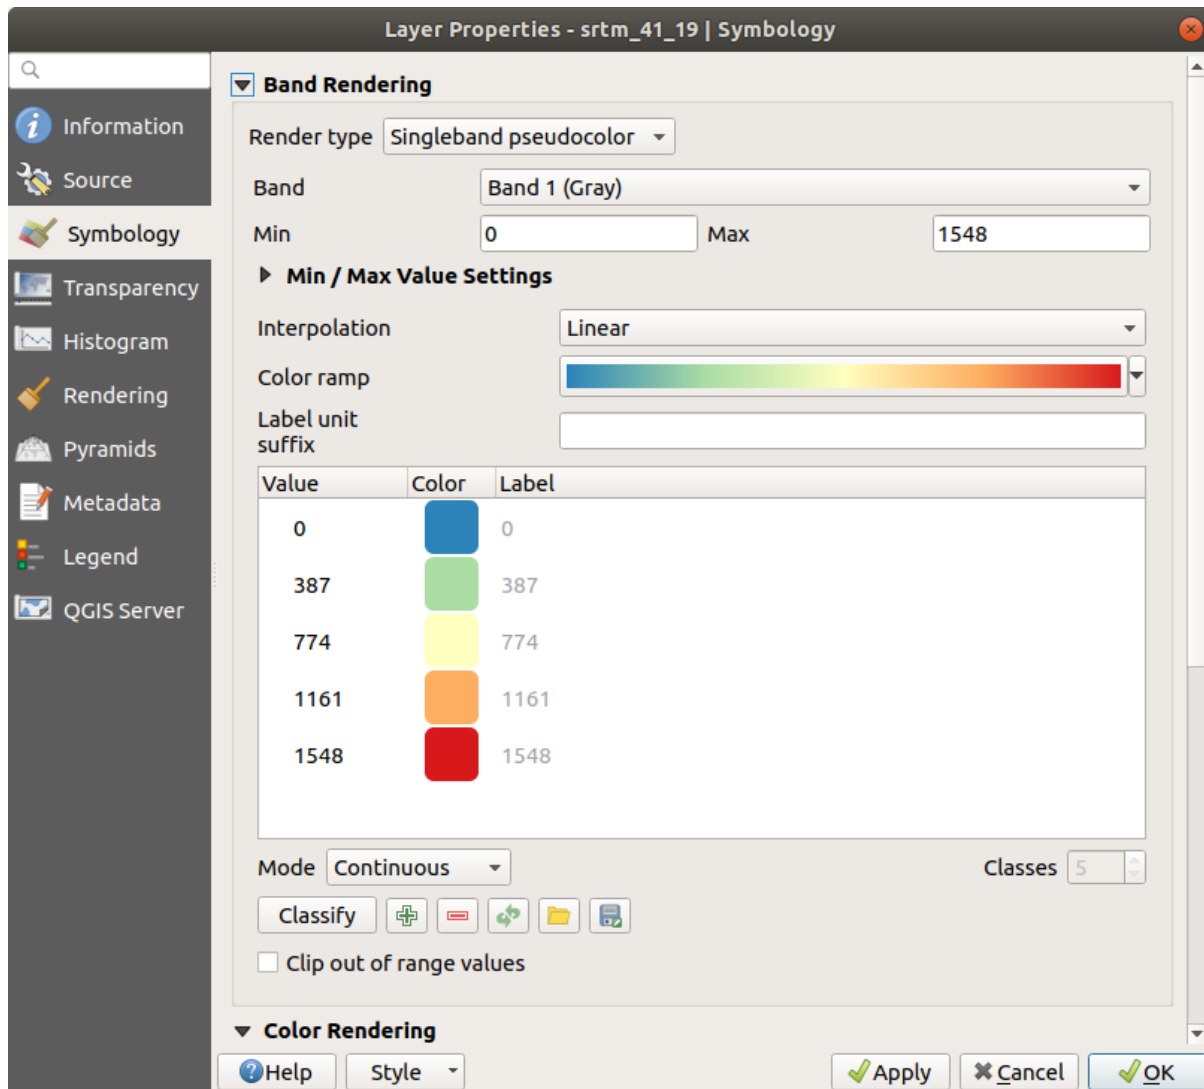 Layer Properties - srtm_41_19 | Symbology
Information
Source
Symbology
Transparency
Histogram
Rendering
Pyramids
Metadata
Legend
QGIS Server
Band Rendering
Render type Singleband pseudocolor
Band Band 1 (Gray)
Min 0 Max 1548
Min / Max Value Settings
Interpolation Linear
Color ramp
Label unit
suffix
Value Color Label
0 0
387 387
774 774
1161 1161
1548 1548
Mode Continuous Classes 5
Classify
Clip out of range values
Color Rendering
Help Style Apply Cancel OK